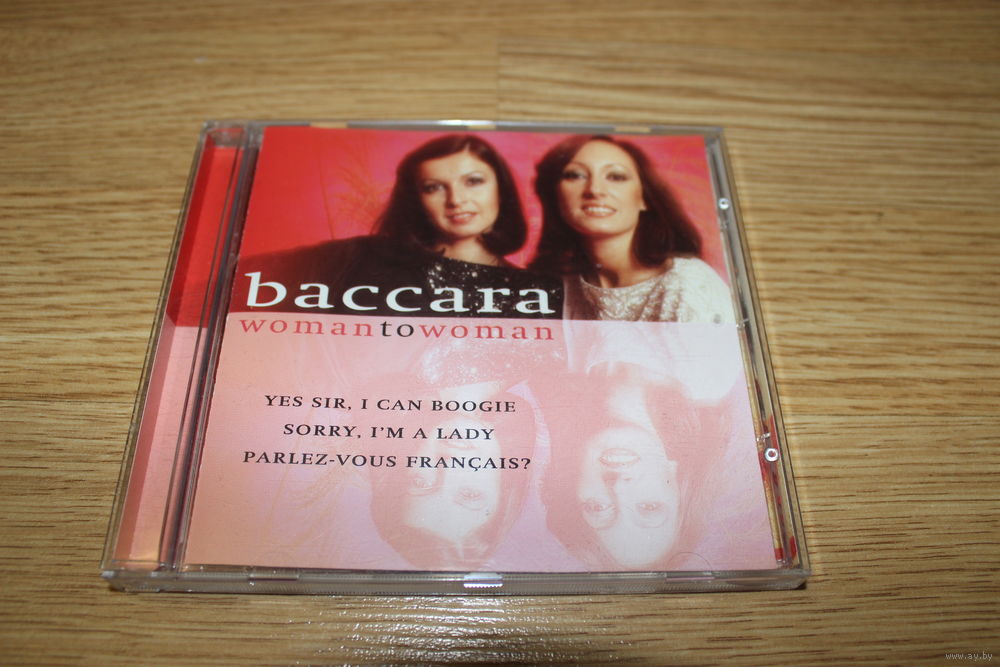 baccara
womantowoman
YES SIR, I CAN BOOGIE
SORRY, I'M A LADY
PARLEZ-VOUS FRANÇAIS?
www.ay.by